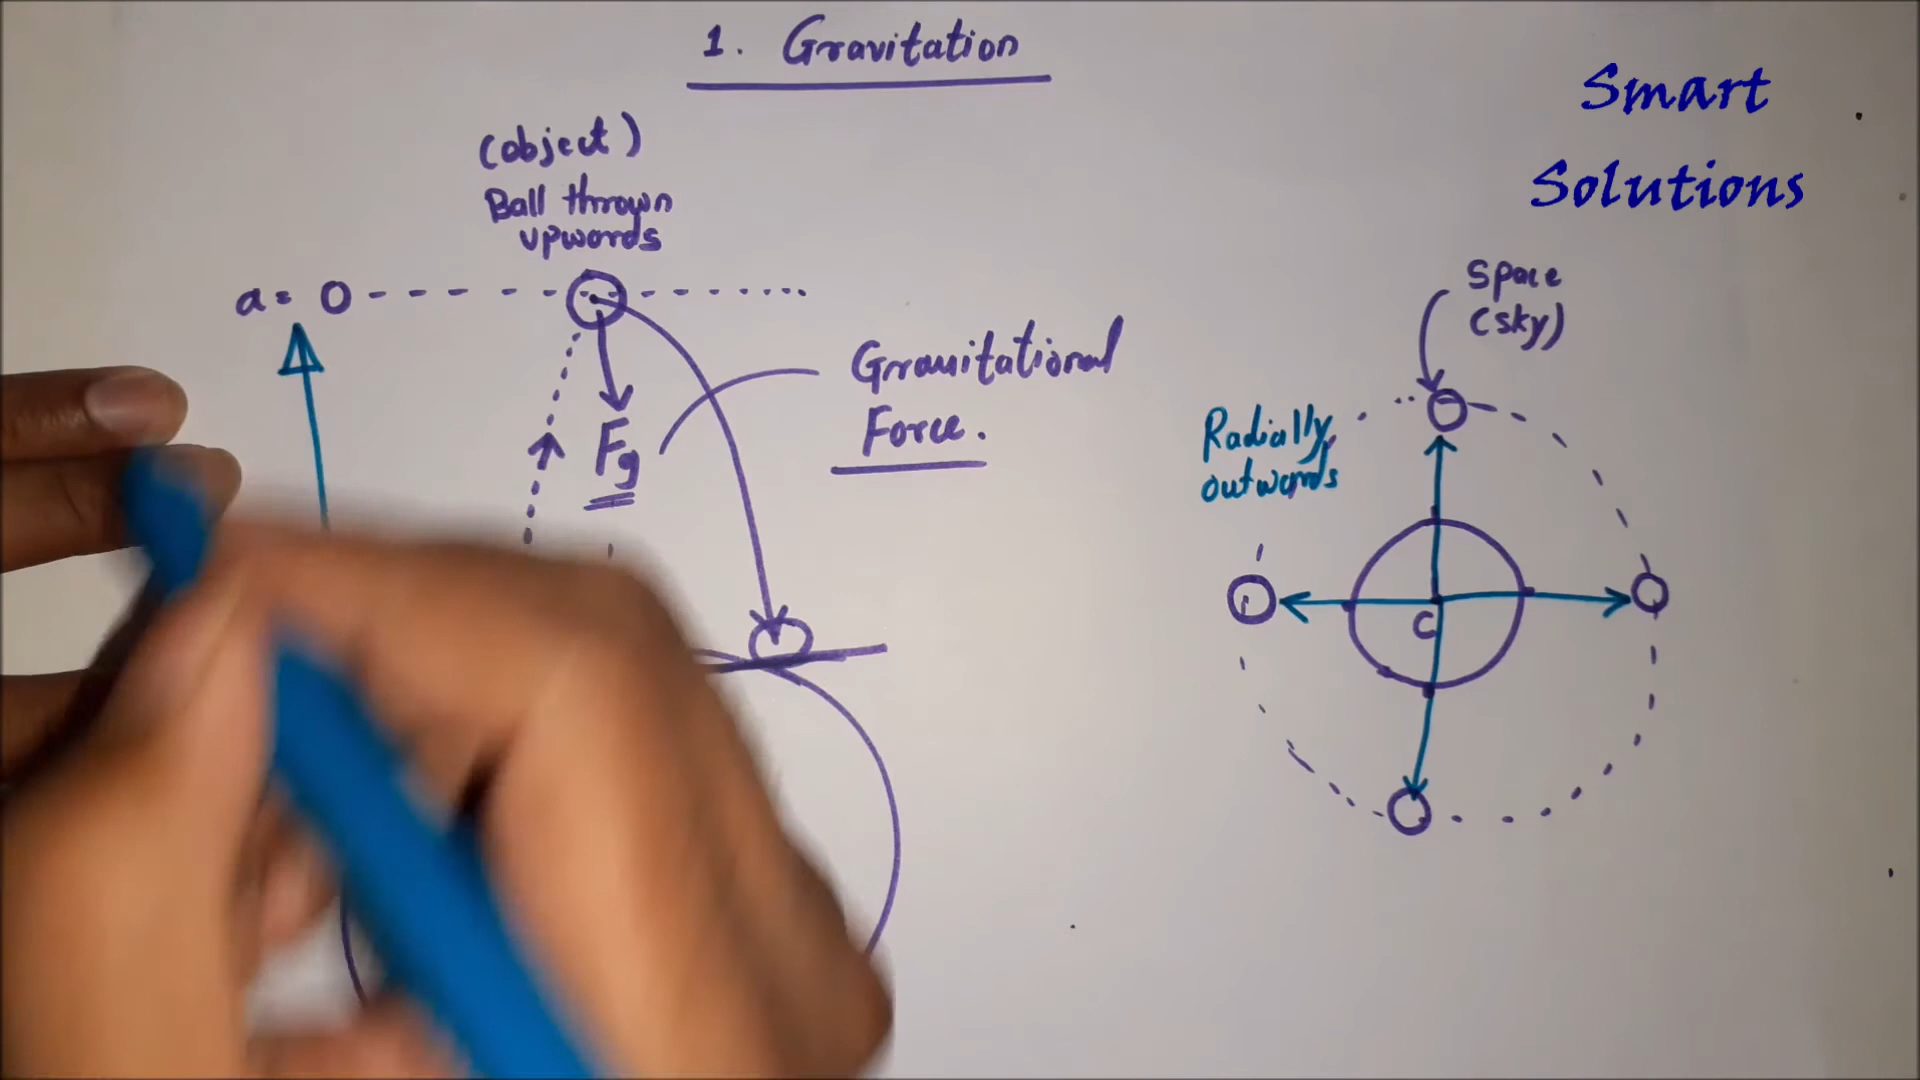 1. Gravitation
Smart
Solutions
(object)
Ball thrown
upwords
a = 0
Gravitational
Force.
Fg
Space
(sky)
Radially
outwards
C